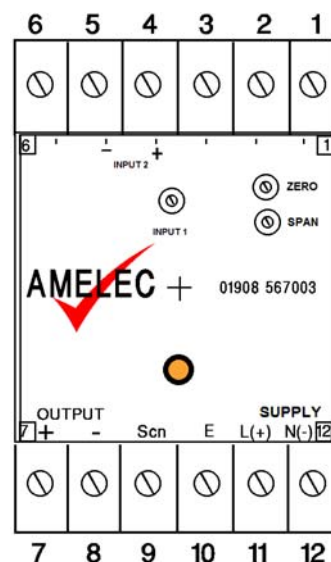 6 5 4 3 2 1
6 - + 1
INPUT 2
ZERO
INPUT 1
SPAN
AMELEC 01908 567003
OUTPUT SUPPLY
7 + - Scn E L(+) N(-) 12
7 8 9 10 11 12